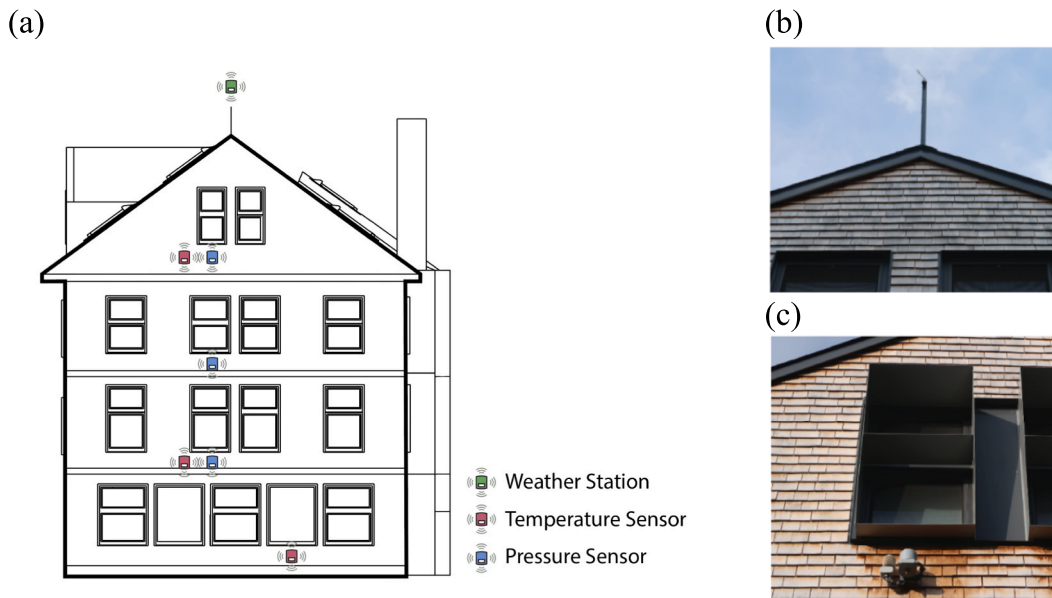 (a)
(b)
(c)
Weather Station
Temperature Sensor
Pressure Sensor